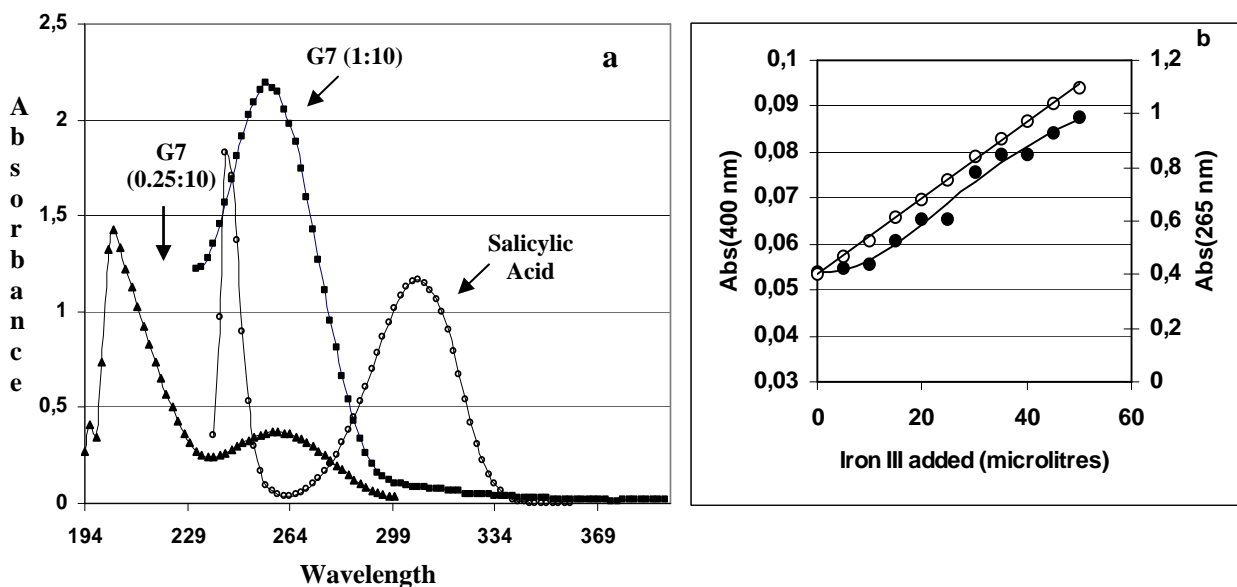 a
Absorbance
2,5
2
1.5
1
0,5
0
G7 (1:10)
G7
(0.25:10)
Salicylic
Acid
194 229 264 299 334 369
Wavelength
b
Abs(400 nm)
0,1
0,09
0,08
0,07
0,06
0,05
0,04
0,03
1,2
1
0,8
0,6
0,4
0,2
0
Abs(265 nm)
0 20 40 60
Iron III added (microlitres)